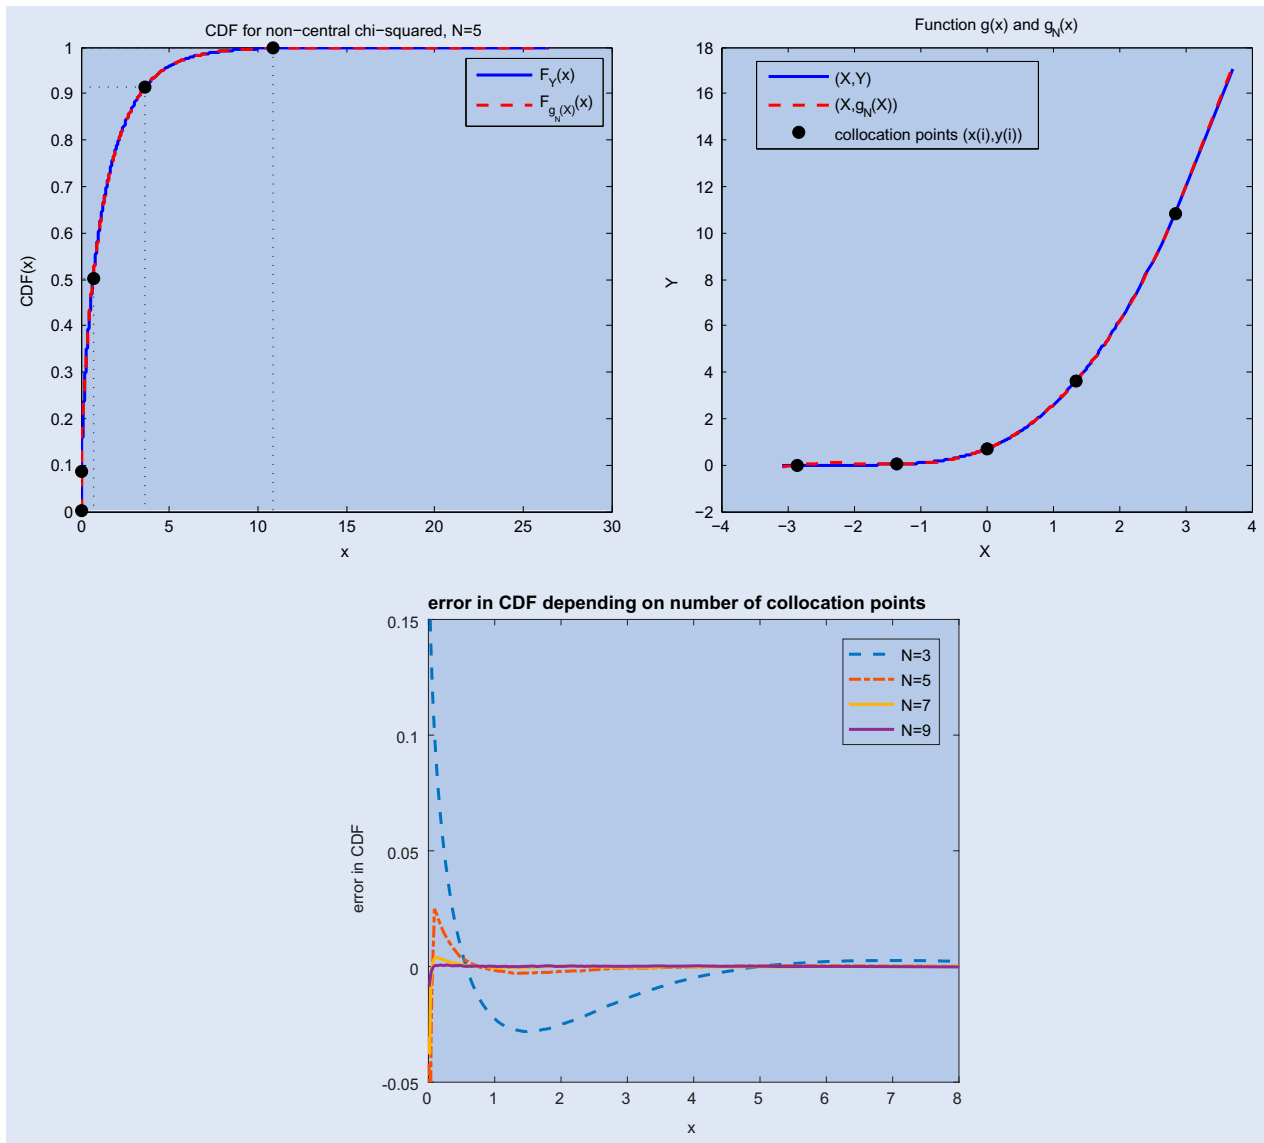 CDF for non−central chi−squared, N=5
CDF(x)
1
0.9
0.8
0.7
0.6
0.5
0.4
0.3
0.2
0.1
0
0 5 10 15 20 25 30
x
F_Y(x)
F_{g_N(X)}(x)
Function g(x) and g_N(x)
Y
18
16
14
12
10
8
6
4
2
0
−2
−4 −3 −2 −1 0 1 2 3 4
X
(X,Y)
(X,g_N(X))
collocation points (x(i),y(i))
error in CDF depending on number of collocation points
error in CDF
0.15
0.1
0.05
0
-0.05
0 1 2 3 4 5 6 7 8
x
N=3
N=5
N=7
N=9